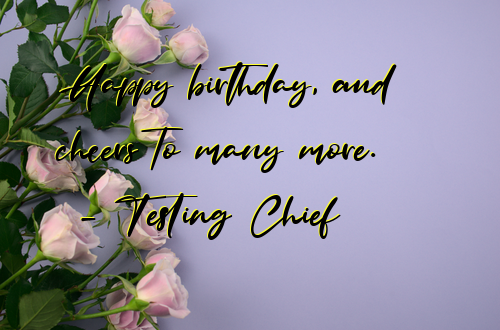 Happy birthday, and
cheers to many more.
- Testing Chief